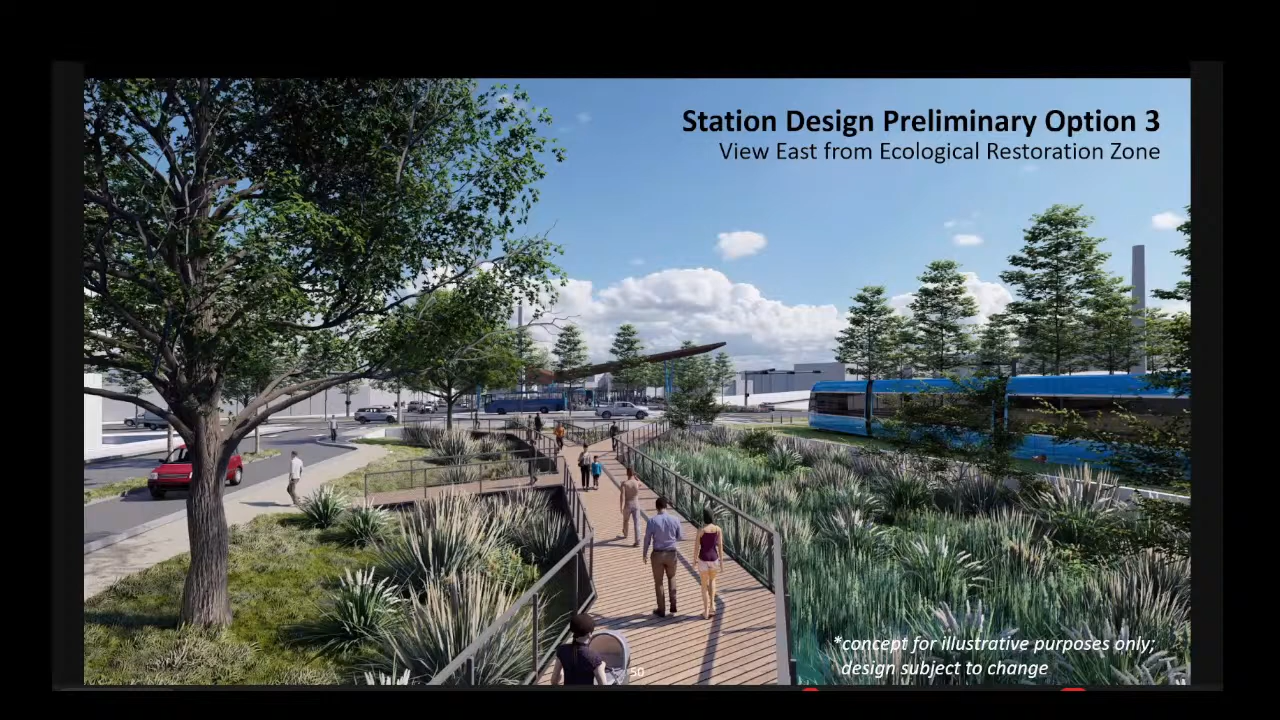 Station Design Preliminary Option 3
View East from Ecological Restoration Zone
*concept for illustrative purposes only;
design subject to change
50